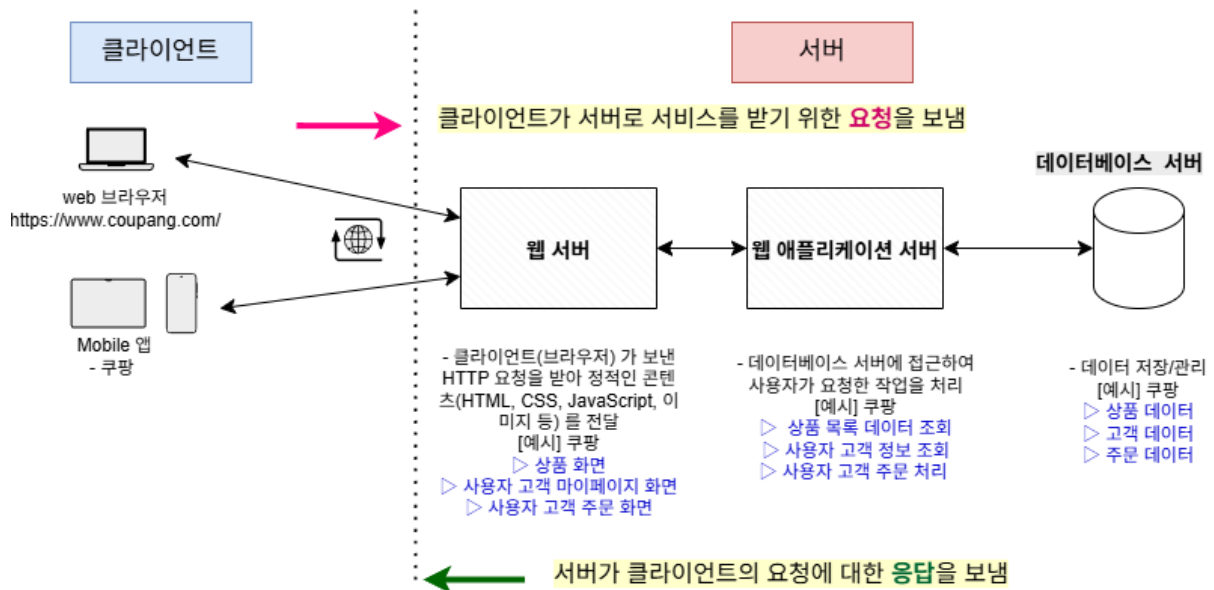 클라이언트
서버
클라이언트가 서버로 서비스를 받기 위한 요청을 보냄
web 브라우저
https://www.coupang.com/
Mobile 앱
- 쿠팡
웹 서버
웹 애플리케이션 서버
데이터베이스 서버
- 클라이언트(브라우저) 가 보낸
HTTP 요청을 받아 정적인 콘텐
츠(HTML, CSS, JavaScript, 이
미지 등) 를 전달
[예시] 쿠팡
▷ 상품 화면
▷ 사용자 고객 마이페이지 화면
▷ 사용자 고객 주문 화면
- 데이터베이스 서버에 접근하여
사용자가 요청한 작업을 처리
[예시] 쿠팡
▷ 상품 목록 데이터 조회
▷ 사용자 고객 정보 조회
▷ 사용자 고객 주문 처리
- 데이터 저장/관리
[예시] 쿠팡
▷ 상품 데이터
▷ 고객 데이터
▷ 주문 데이터
서버가 클라이언트의 요청에 대한 응답을 보냄